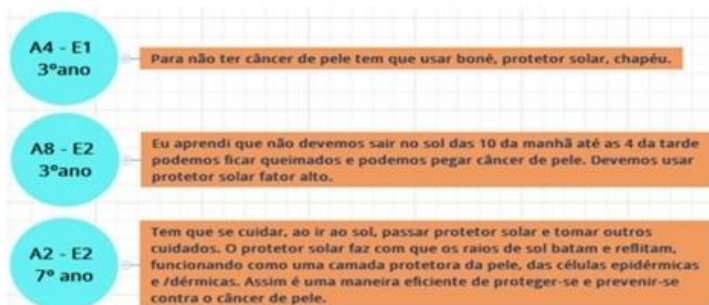 A4 - E1
3ºano
Para não ter câncer de pele tem que usar boné, protetor solar, chapéu.
A8 - E2
3ºano
Eu aprendi que não devemos sair no sol das 10 da manhã até as 4 da tarde
podemos ficar queimados e podemos pegar câncer de pele. Devemos usar
protetor solar fator alto.
A2 - E2
7º ano
Tem que se cuidar, ao ir ao sol, passar protetor solar e tomar outros
cuidados. O protetor solar faz com que os raios de sol batam e reflitam,
funcionando como uma camada protetora da pele, das células epidérmicas
e /dérmicas. Assim é uma maneira eficiente de proteger-se e prevenir-se
contra o câncer de pele.